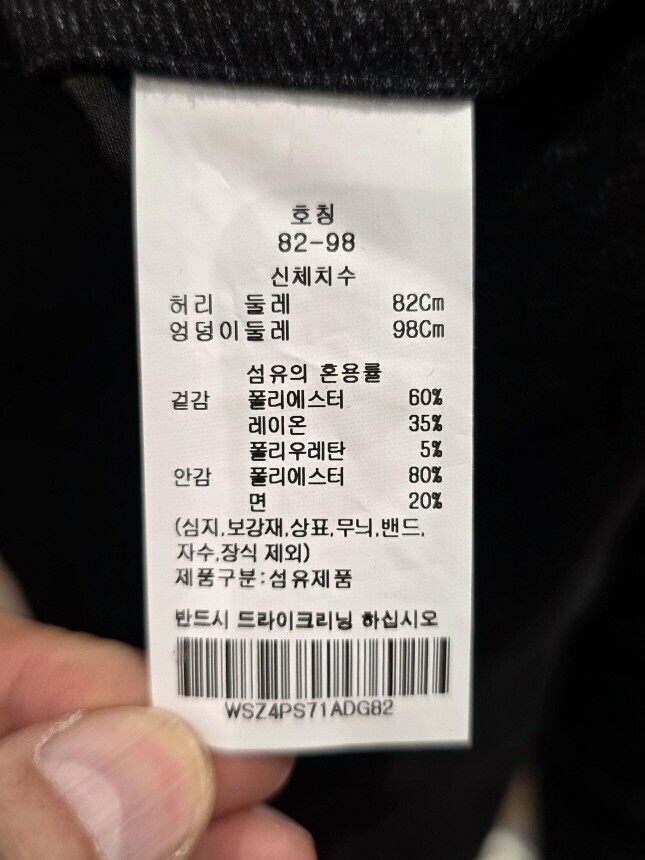 호칭
82-98
신체치수
허리 둘레 82Cm
엉덩이둘레 98Cm
섬유의 혼용률
겉감 폴리에스터 60%
레이온 35%
폴리우레탄 5%
안감 폴리에스터 80%
면 20%
(심지,보강재,상표,무늬,밴드,
자수,장식 제외)
제품구분:섬유제품
반드시 드라이크리닝 하십시오
WSZ4PS71ADG82